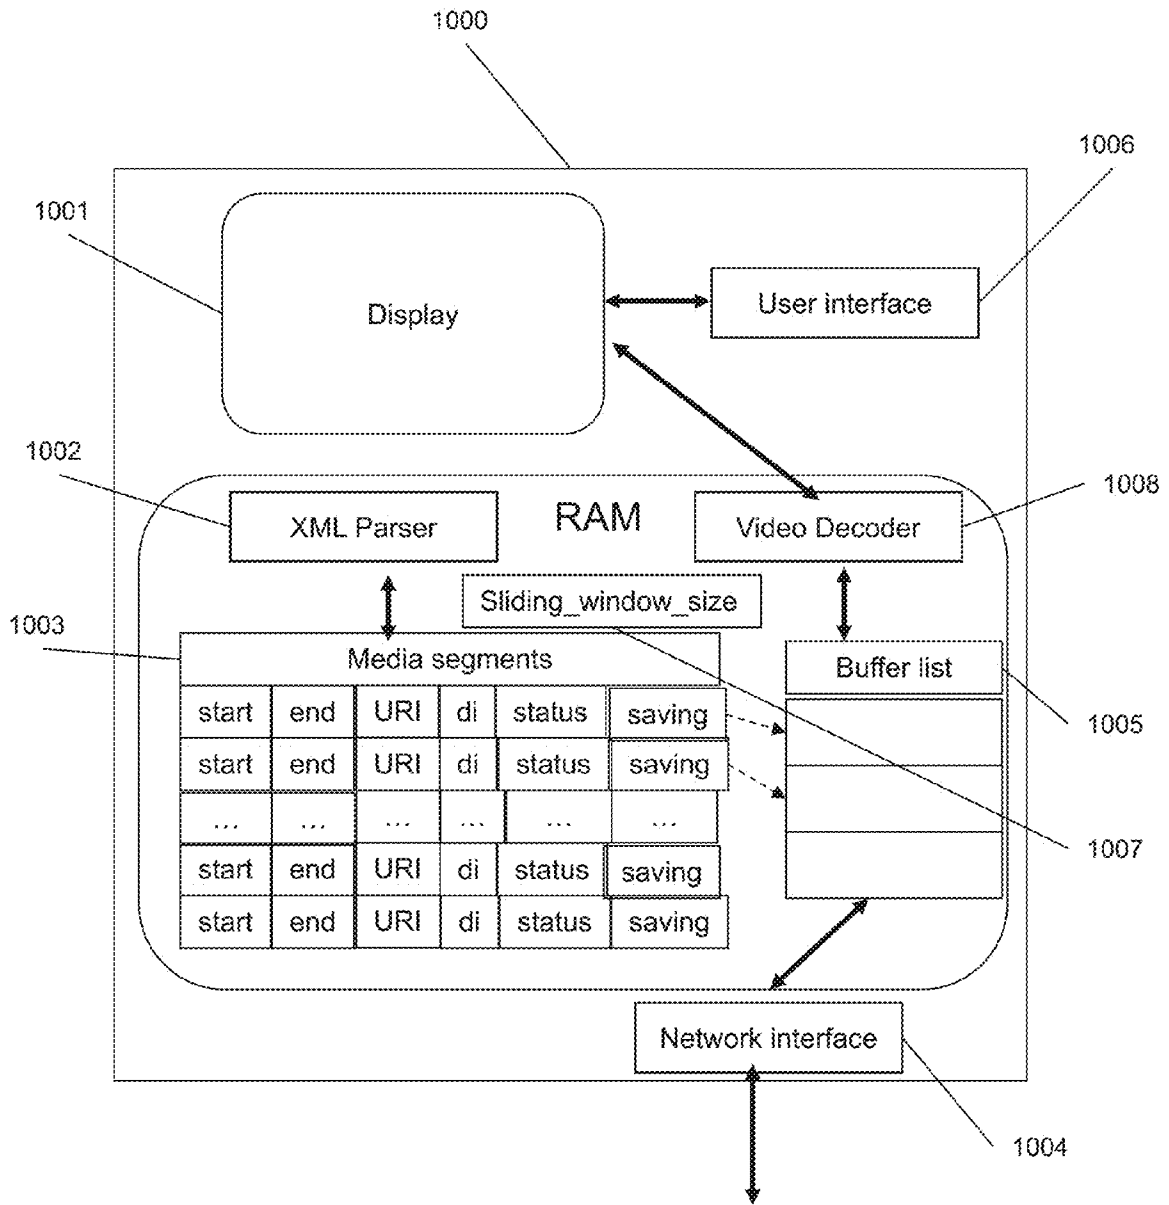 1000
1006
1001
Display
User interface
1002
1008
XML Parser
RAM
Video Decoder
Sliding_window_size
1003
Media segments
Buffer list
start end URI di status saving
1005
start end URI di status saving
... ... ... ... ... ...
1007
start end URI di status saving
start end URI di status saving
Network interface
1004